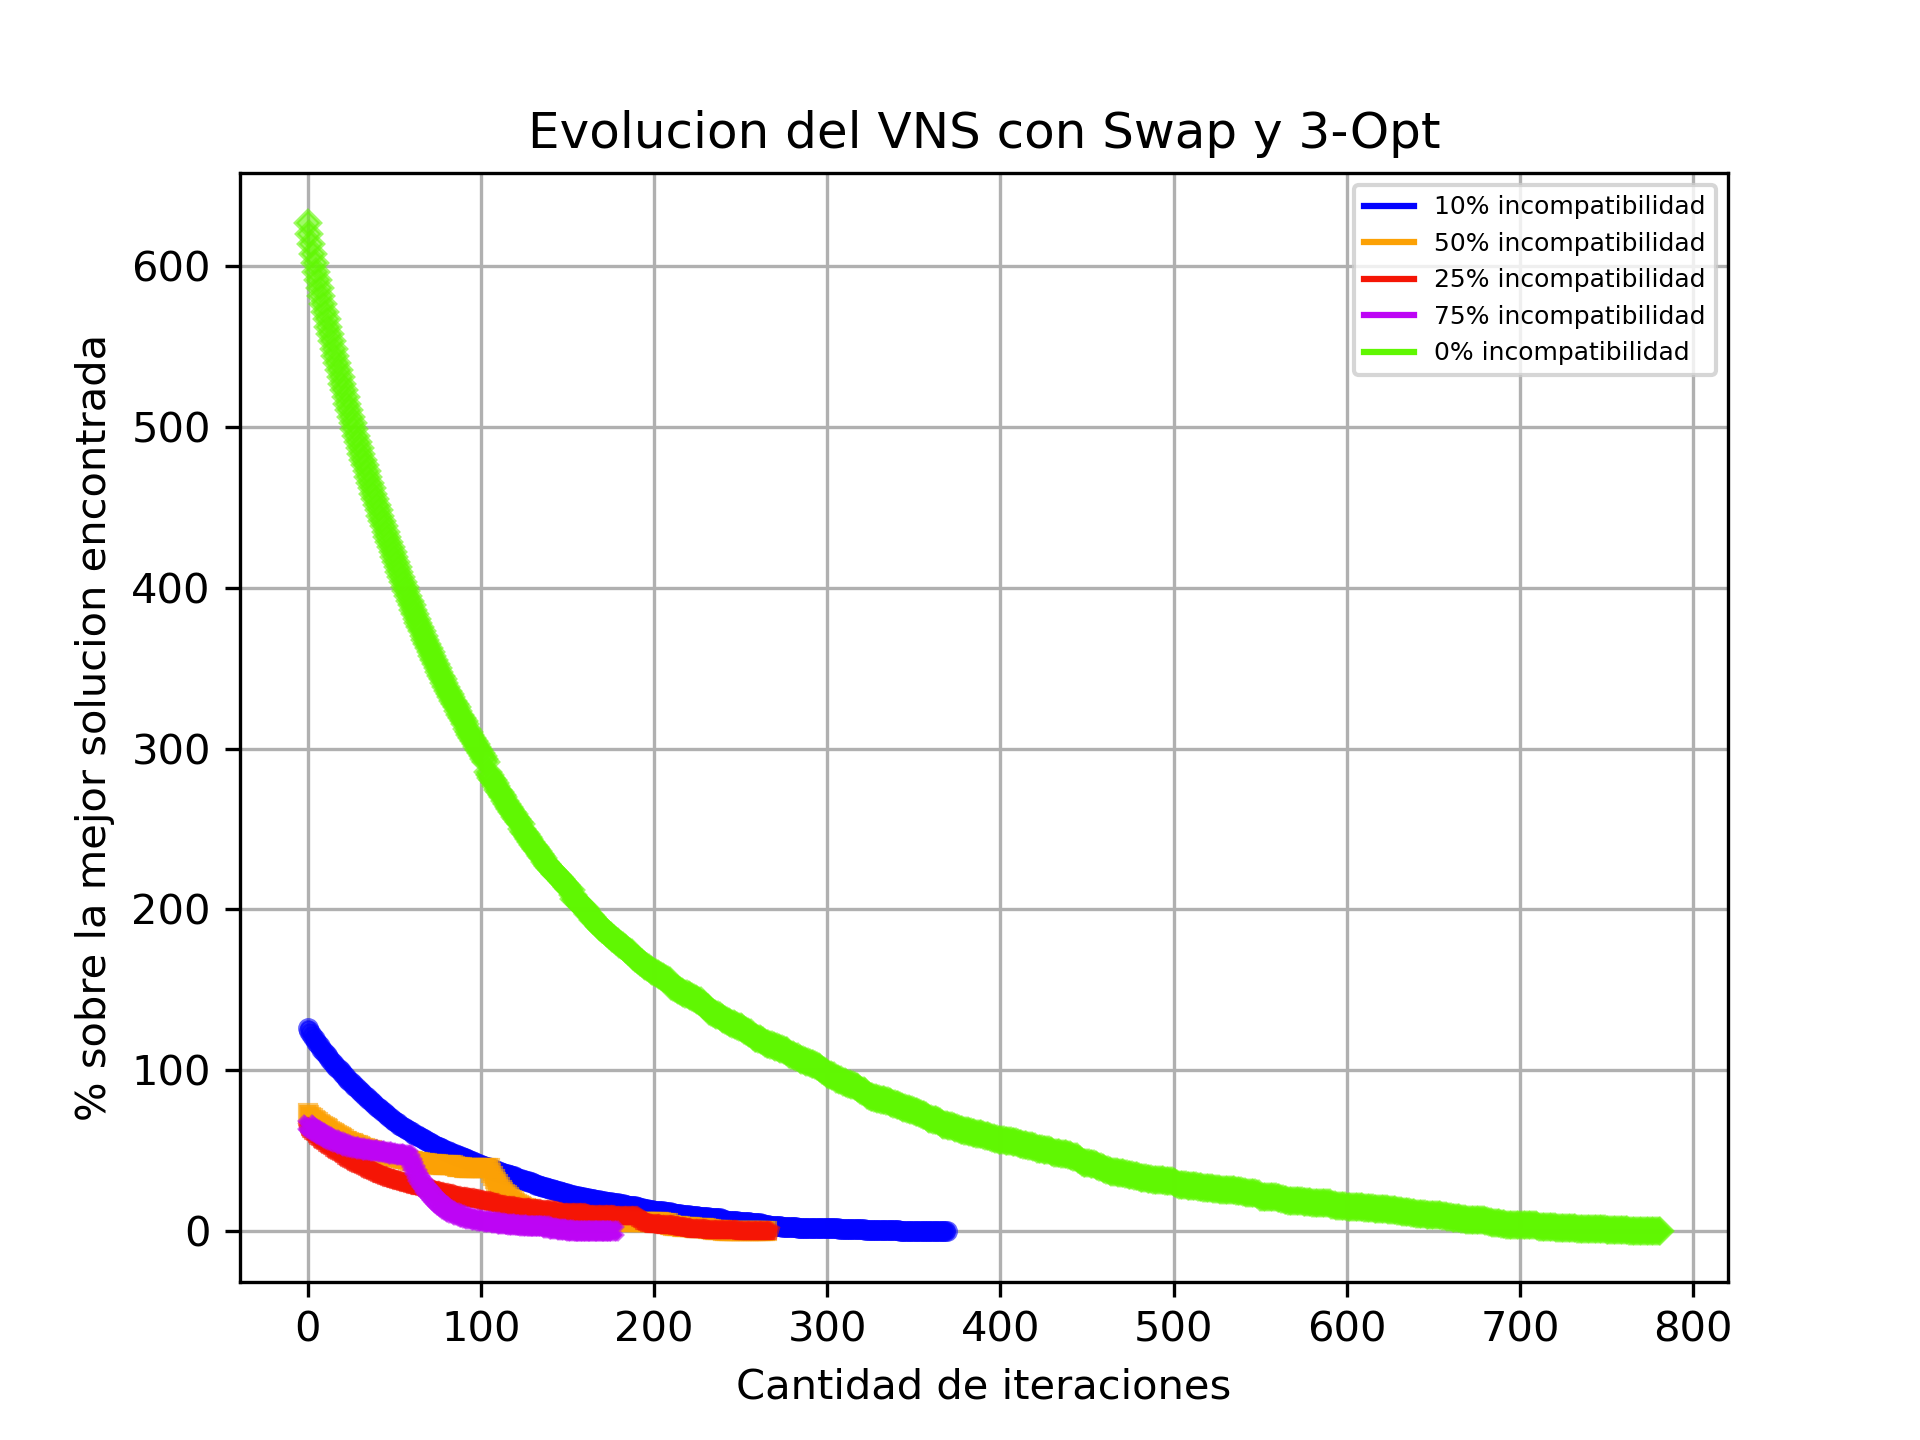 Evolucion del VNS con Swap y 3-Opt
10% incompatibilidad
50% incompatibilidad
25% incompatibilidad
75% incompatibilidad
0% incompatibilidad
% sobre la mejor solucion encontrada
600
500
400
300
200
100
0
0 100 200 300 400 500 600 700 800
Cantidad de iteraciones